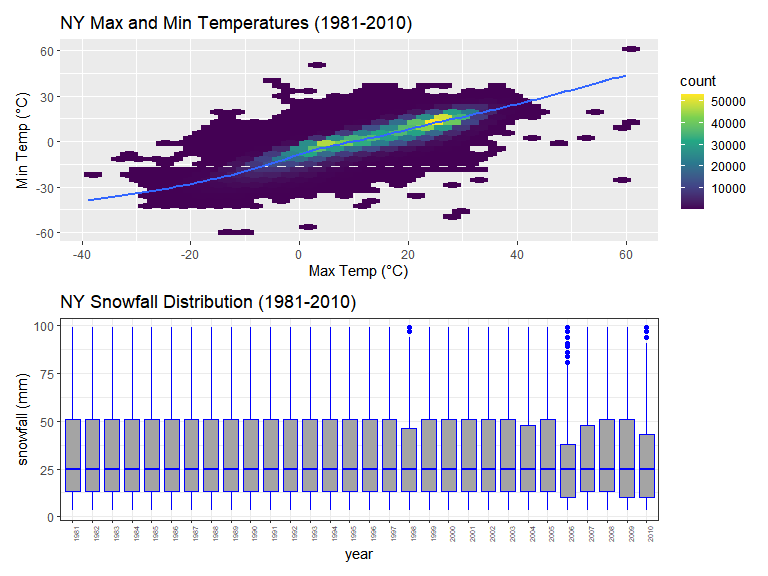 NY Max and Min Temperatures (1981-2010)
Min Temp (°C)
60
30
0
-30
-60
-40 -20 0 20 40 60
Max Temp (°C)
count
50000
40000
30000
20000
10000
NY Snowfall Distribution (1981-2010)
snowfall (mm)
100
75
50
25
0
1981 1982 1983 1984 1985 1986 1987 1988 1989 1990 1991 1992 1993 1994 1995 1996 1997 1998 1999 2000 2001 2002 2003 2004 2005 2006 2007 2008 2009 2010
year